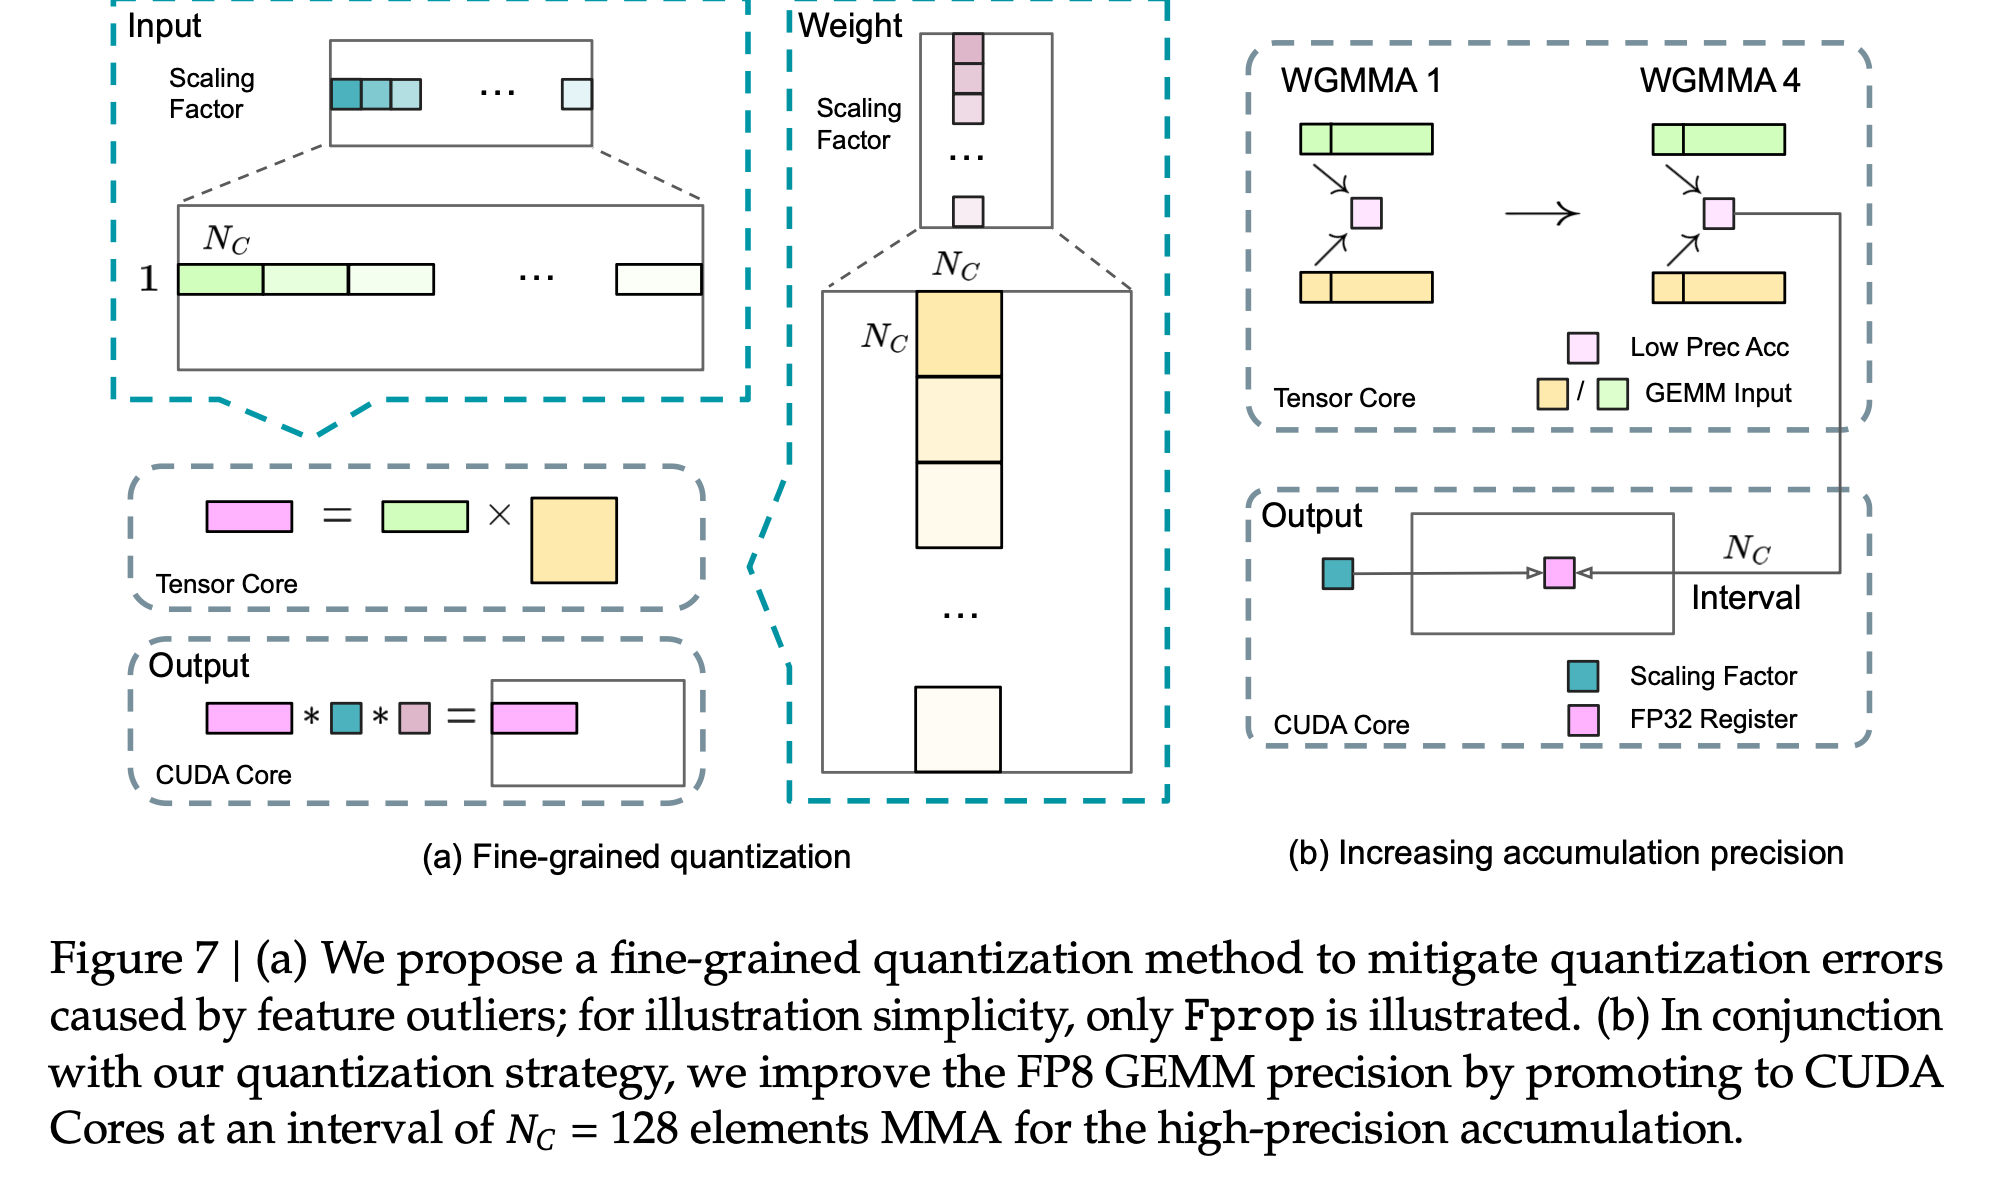 Input
Scaling
Factor
...
N_C
1
...
Tensor Core
= ×
Output
* * =
CUDA Core
Weight
Scaling
Factor
...
N_C
N_C
...
(a) Fine-grained quantization
WGMMA 1
WGMMA 4
Low Prec Acc
/ GEMM Input
Tensor Core
Output
N_C
Interval
Scaling Factor
FP32 Register
CUDA Core
(b) Increasing accumulation precision
Figure 7 | (a) We propose a fine-grained quantization method to mitigate quantization errors
caused by feature outliers; for illustration simplicity, only Fprop is illustrated. (b) In conjunction
with our quantization strategy, we improve the FP8 GEMM precision by promoting to CUDA
Cores at an interval of N_C = 128 elements MMA for the high-precision accumulation.